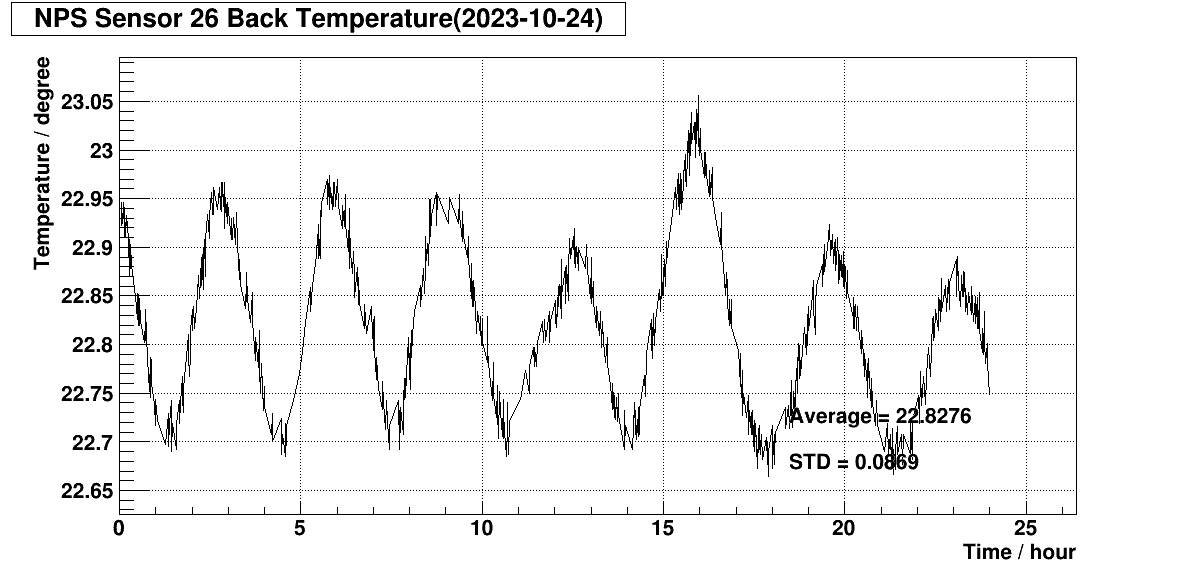 NPS Sensor 26 Back Temperature(2023-10-24)
Temperature / degree
23.05
23
22.95
22.9
22.85
22.8
22.75
22.7
22.65
Average = 22.8276
STD = 0.0869
0 5 10 15 20 25
Time / hour